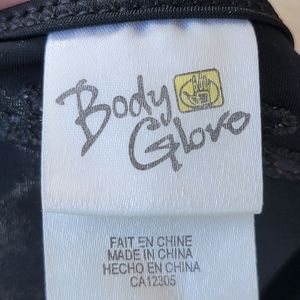 Body
Glove
FAIT EN CHINE
MADE IN CHINA
HECHO EN CHINA
CA12305